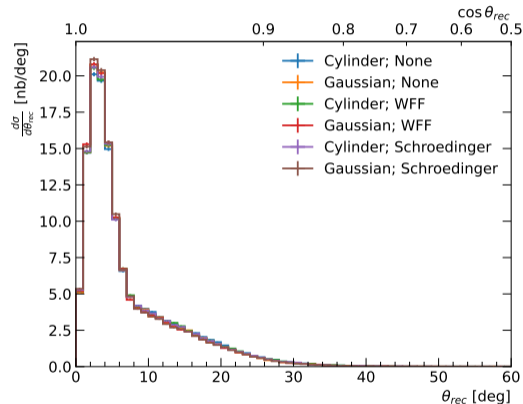 cos θrec
1.0 0.9 0.8 0.7 0.6 0.5
dσ/dθrec [nb/deg]
20.0
17.5
15.0
12.5
10.0
7.5
5.0
2.5
0.0
Cylinder; None
Gaussian; None
Cylinder; WFF
Gaussian; WFF
Cylinder; Schroedinger
Gaussian; Schroedinger
0 10 20 30 40 50 60
θrec [deg]